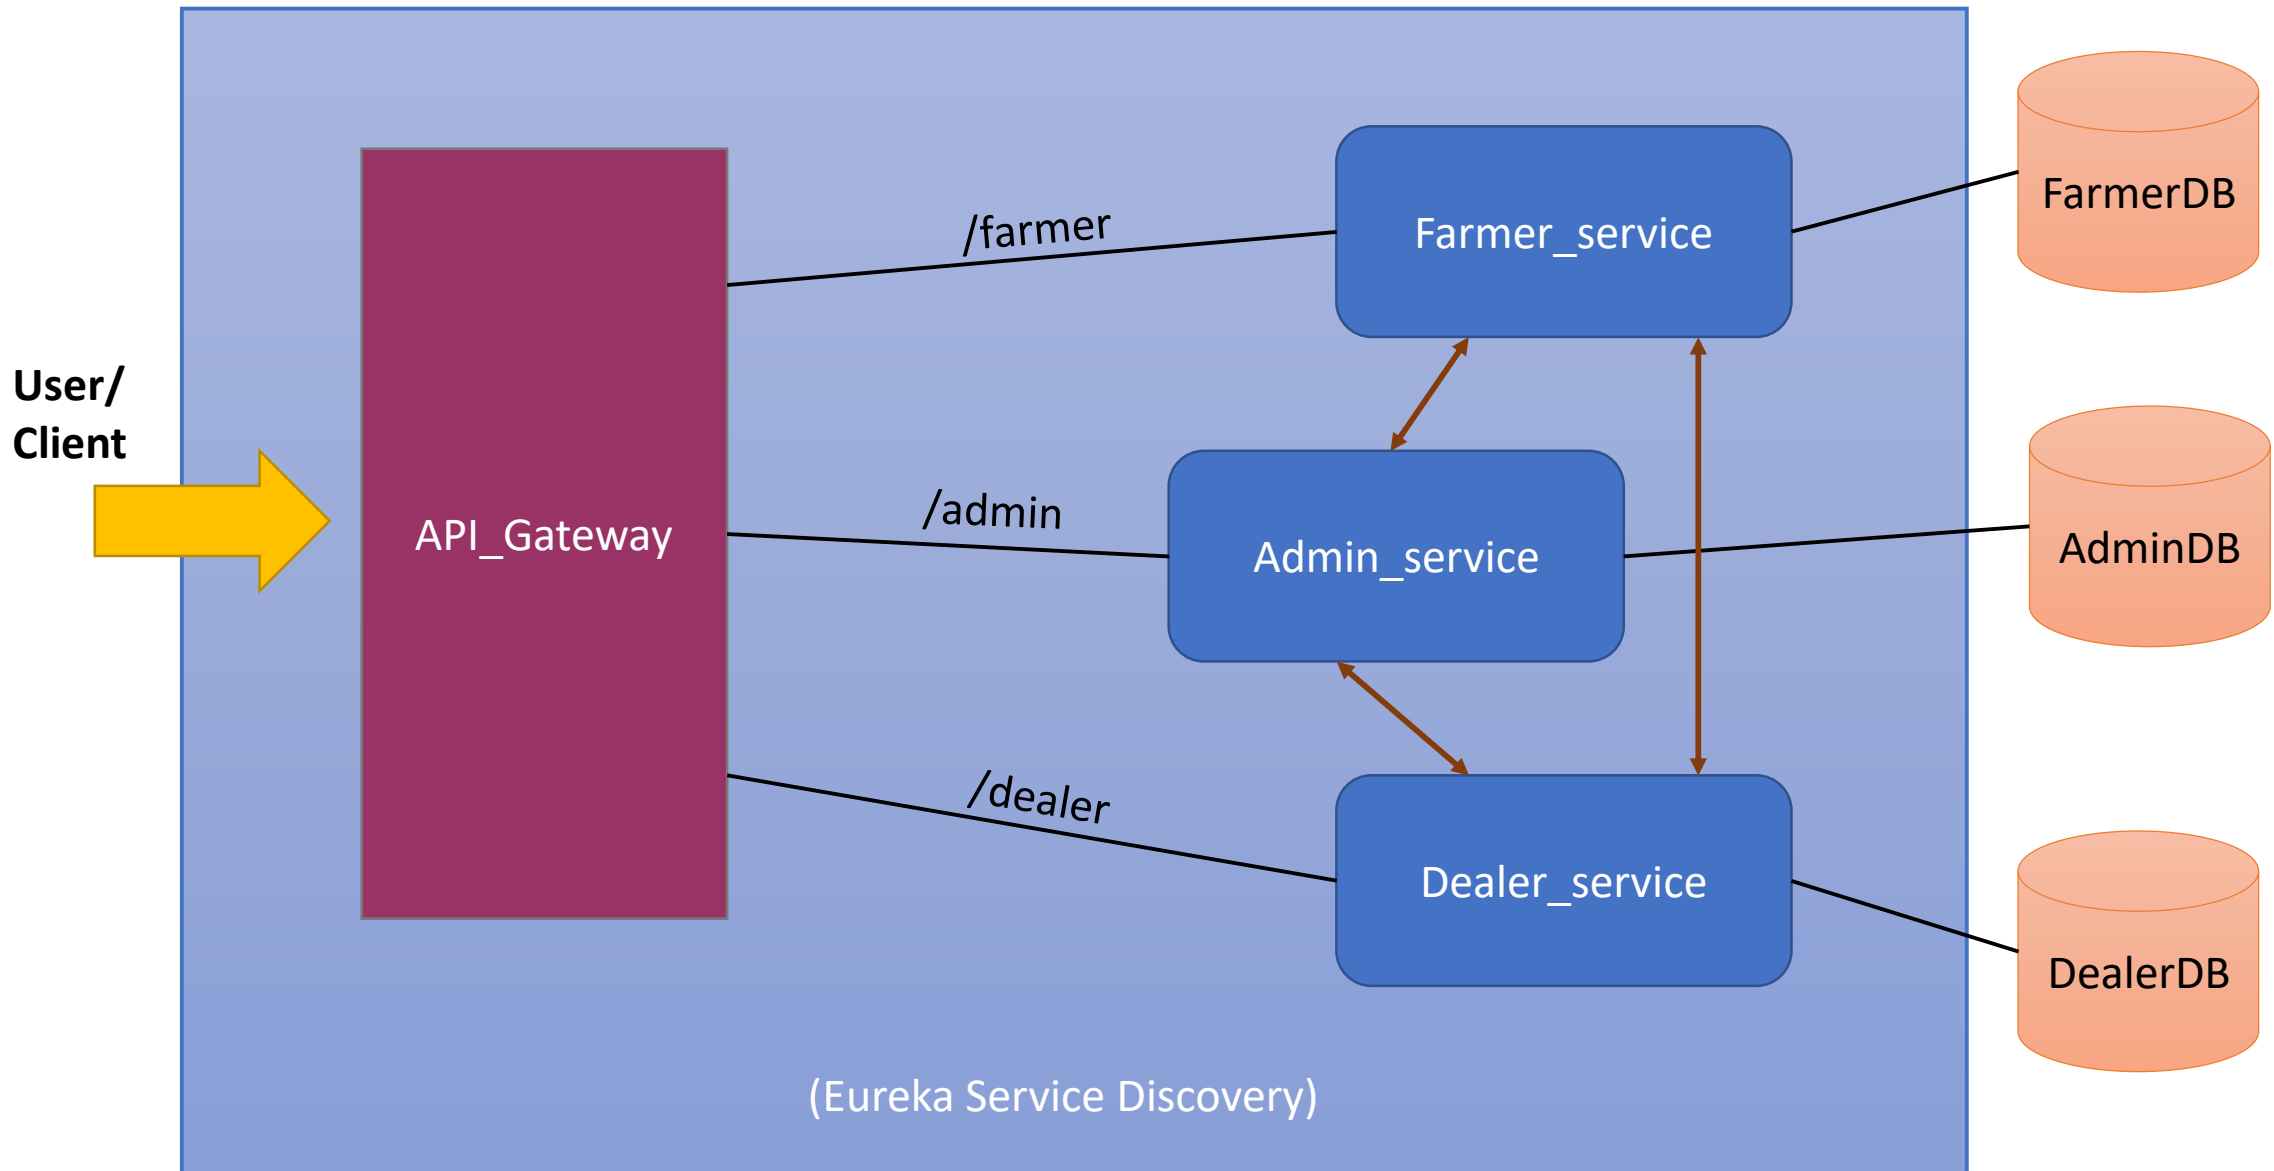 User/
Client
API_Gateway
/farmer
/admin
/dealer
Farmer_service
Admin_service
Dealer_service
FarmerDB
AdminDB
DealerDB
(Eureka Service Discovery)